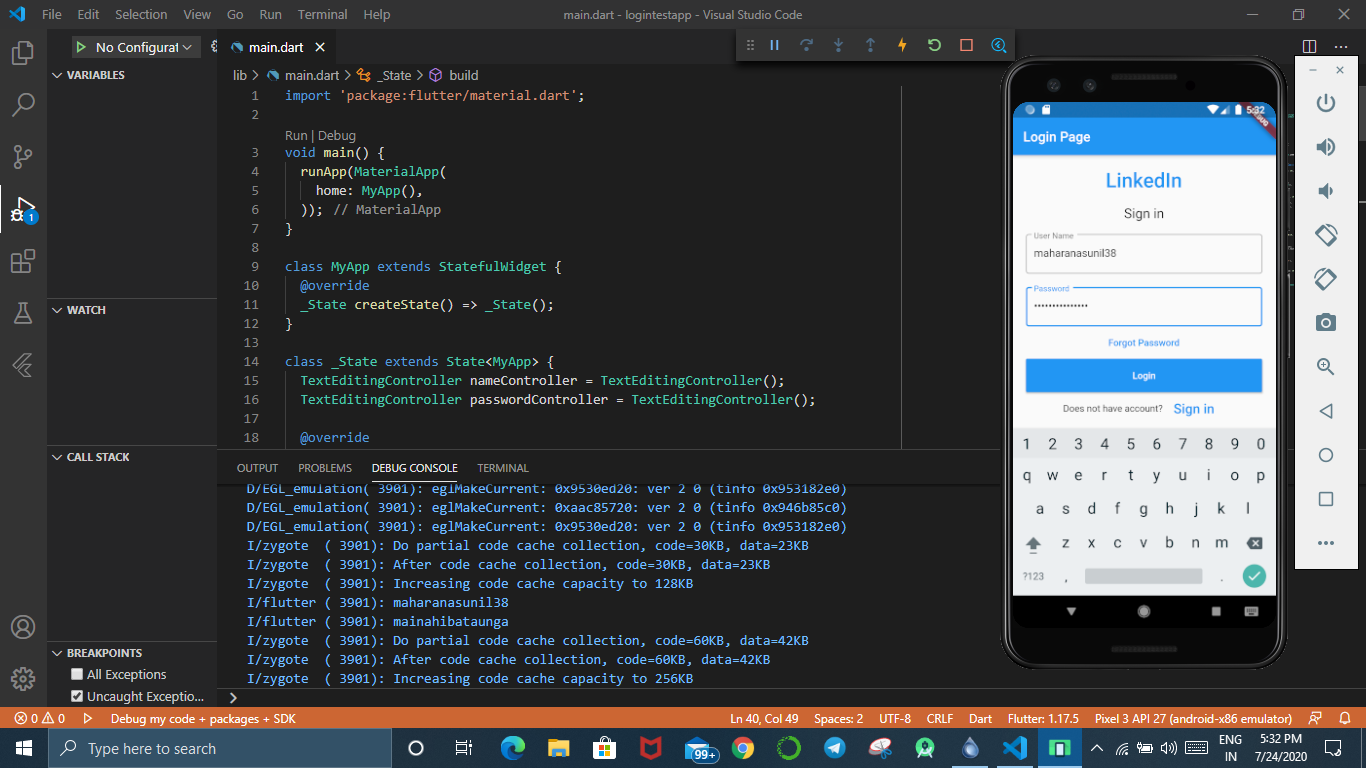 File Edit Selection View Go Run Terminal Help
main.dart - logintestapp - Visual Studio Code
No Configurat
main.dart
VARIABLES
WATCH
CALL STACK
BREAKPOINTS
All Exceptions
Uncaught Exceptio...
1
lib > main.dart > _State > build
1 import 'package:flutter/material.dart';
2
Run | Debug
3 void main() {
4 runApp(MaterialApp(
5 home: MyApp(),
6 )); // MaterialApp
7 }
8
9 class MyApp extends StatefulWidget {
10 @override
11 _State createState() => _State();
12 }
13
14 class _State extends State<MyApp> {
15 TextEditingController nameController = TextEditingController();
16 TextEditingController passwordController = TextEditingController();
17
18 @override
OUTPUT PROBLEMS DEBUG CONSOLE TERMINAL
D/EGL_emulation( 3901): eglMakeCurrent: 0x9530ed20: ver 2 0 (tinfo 0x953182e0)
D/EGL_emulation( 3901): eglMakeCurrent: 0xaac85720: ver 2 0 (tinfo 0x946b85c0)
D/EGL_emulation( 3901): eglMakeCurrent: 0x9530ed20: ver 2 0 (tinfo 0x953182e0)
I/zygote  ( 3901): Do partial code cache collection, code=30KB, data=23KB
I/zygote  ( 3901): After code cache collection, code=30KB, data=23KB
I/zygote  ( 3901): Increasing code cache capacity to 128KB
I/flutter ( 3901): maharanasunil38
I/flutter ( 3901): mainahibataunga
I/zygote  ( 3901): Do partial code cache collection, code=60KB, data=42KB
I/zygote  ( 3901): After code cache collection, code=60KB, data=42KB
I/zygote  ( 3901): Increasing code cache capacity to 256KB
5:32
Login Page
LinkedIn
Sign in
User Name
maharanasunil38
Password
•••••••••••••••
Forgot Password
Login
Does not have account? Sign in
1 2 3 4 5 6 7 8 9 0
q w e r t y u i o p
a s d f g h j k l
z x c v b n m
?123 , .
0 0 Debug my code + packages + SDK Ln 40, Col 49 Spaces: 2 UTF-8 CRLF Dart Flutter: 1.17.5 Pixel 3 API 27 (android-x86 emulator)
Type here to search
99+
ENG
IN
5:32 PM
7/24/2020